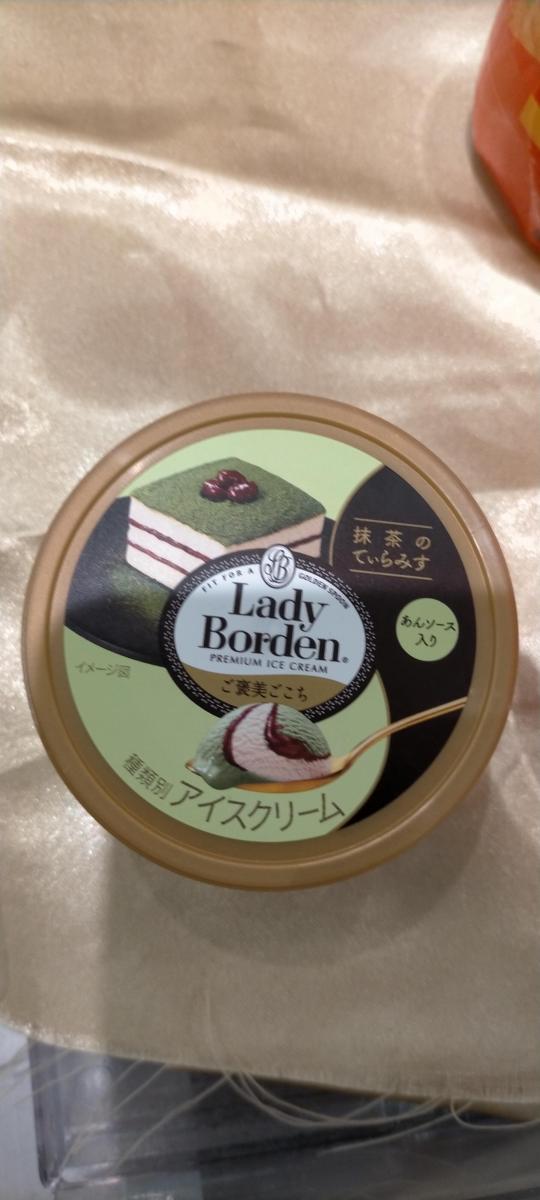 抹茶の
てぃらみす
あんソース
入り
FIT FOR A GOLDEN SPOON
LB
Lady
Borden®
PREMIUM ICE CREAM
ご褒美ごこち
イメージ図
種類別 アイスクリーム